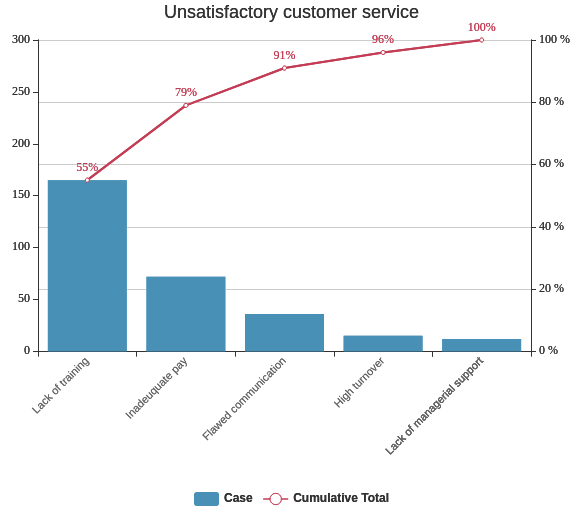 Unsatisfactory customer service
300
250
200
150
100
50
0
100 %
80 %
60 %
40 %
20 %
0 %
55%
79%
91%
96%
100%
Lack of training
Inadeuquate pay
Flawed communication
High turnover
Lack of managerial support
Case
Cumulative Total